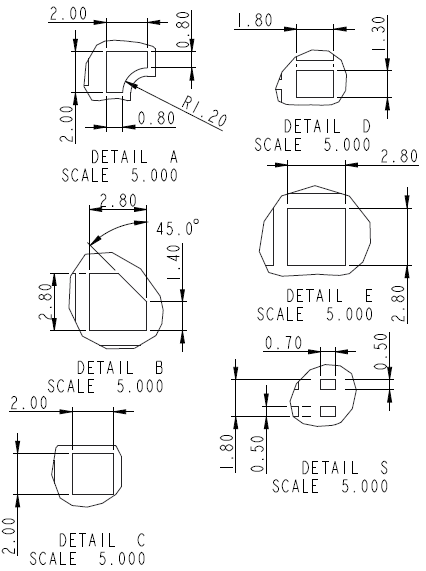 2.00
0.80
2.00
0.80
R1.20
DETAIL A
SCALE 5.000
1.80
1.30
DETAIL D
SCALE 5.000
2.80
45.0°
1.40
2.80
DETAIL B
SCALE 5.000
2.80
2.80
DETAIL E
SCALE 5.000
2.00
2.00
DETAIL C
SCALE 5.000
0.70
0.50
1.80
0.50
DETAIL S
SCALE 5.000